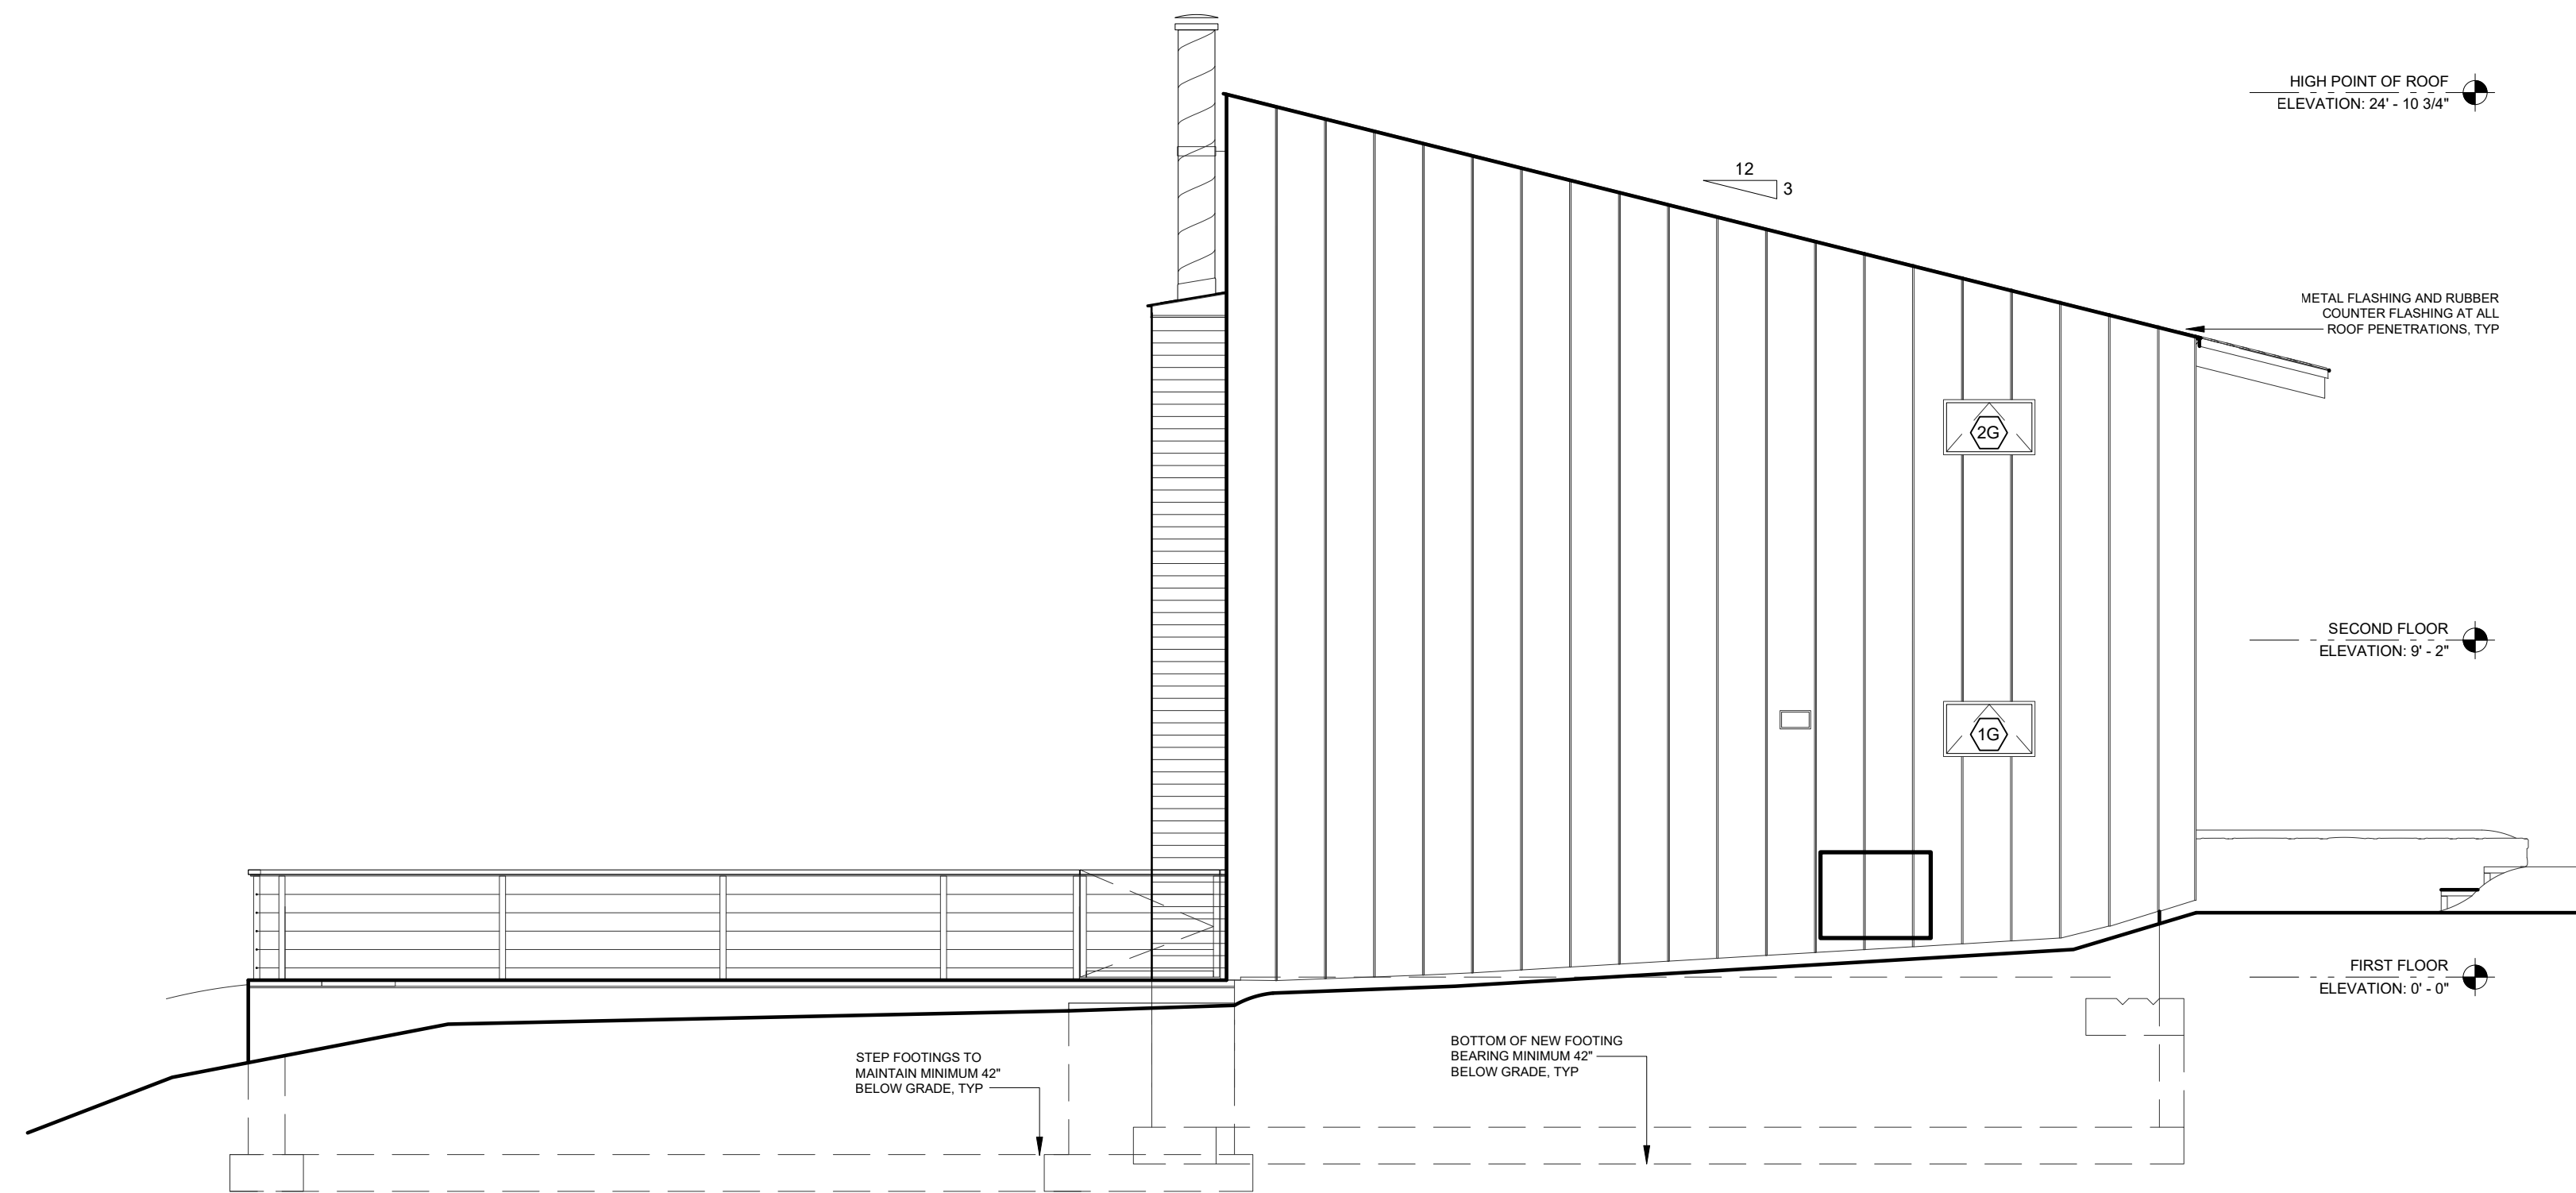 HIGH POINT OF ROOF
ELEVATION: 24' - 10 3/4"
12
3
METAL FLASHING AND RUBBER
COUNTER FLASHING AT ALL
ROOF PENETRATIONS, TYP
2G
SECOND FLOOR
ELEVATION: 9' - 2"
1G
FIRST FLOOR
ELEVATION: 0' - 0"
STEP FOOTINGS TO
MAINTAIN MINIMUM 42"
BELOW GRADE, TYP
BOTTOM OF NEW FOOTING
BEARING MINIMUM 42"
BELOW GRADE, TYP